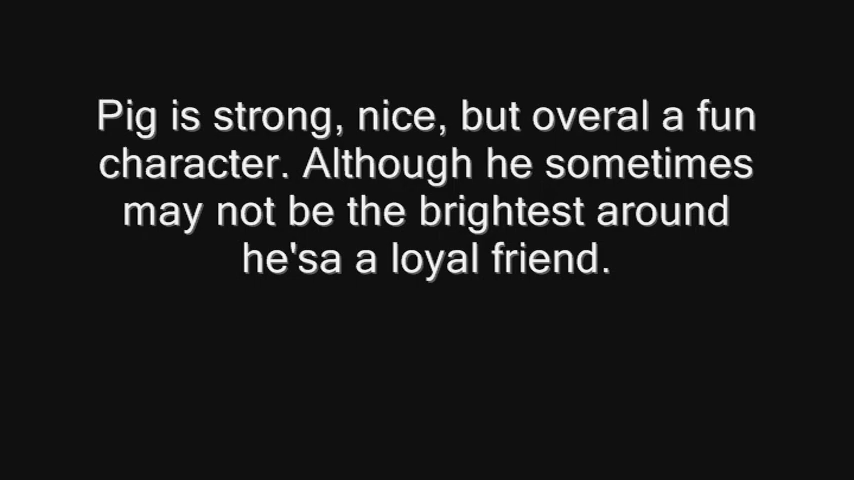 Pig is strong, nice, but overal a fun
character. Although he sometimes
may not be the brightest around
he'sa a loyal friend.